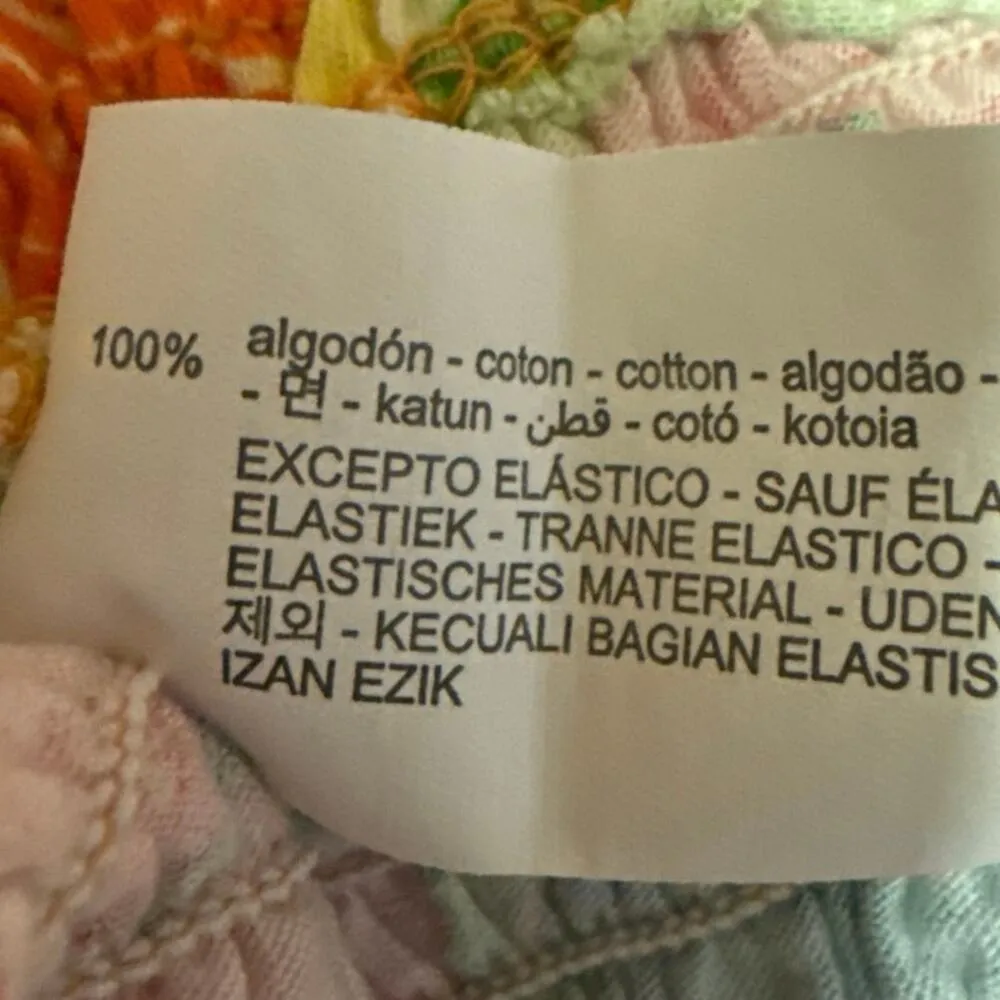 100% algodón - coton - cotton - algodão -
- 면 - katun - قطن - cotó - kotoia
EXCEPTO ELÁSTICO - SAUF ÉLA
ELASTIEK - TRANNE ELASTICO -
ELASTISCHES MATERIAL - UDEN
제외 - KECUALI BAGIAN ELASTIS
IZAN EZIK